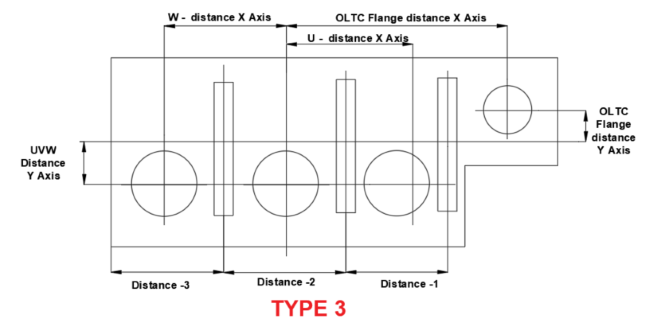 W - distance X Axis
OLTC Flange distance X Axis
U - distance X Axis
OLTC
Flange
distance
Y Axis
UVW
Distance
Y Axis
Distance -3
Distance -2
Distance -1
TYPE 3